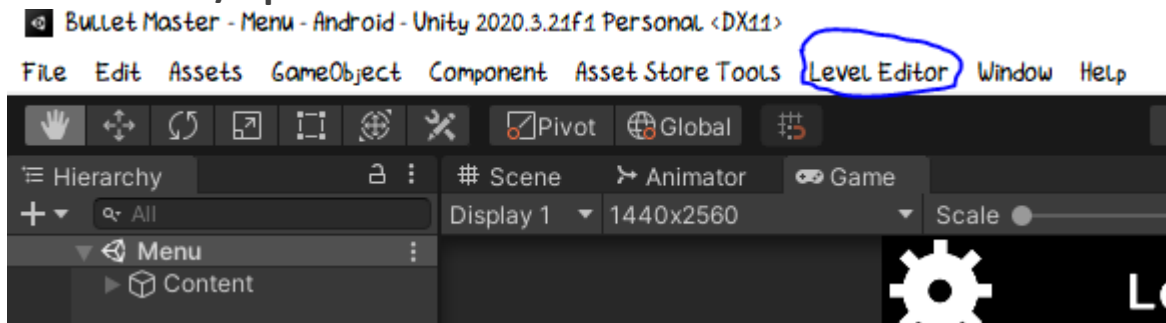 Bullet Master - Menu - Android - Unity 2020.3.21f1 Personal <DX11>
File Edit Assets GameObject Component Asset Store Tools Level Editor Window Help
Pivot Global
Hierarchy # Scene Animator Game
All Display 1 1440x2560 Scale
Menu
Content